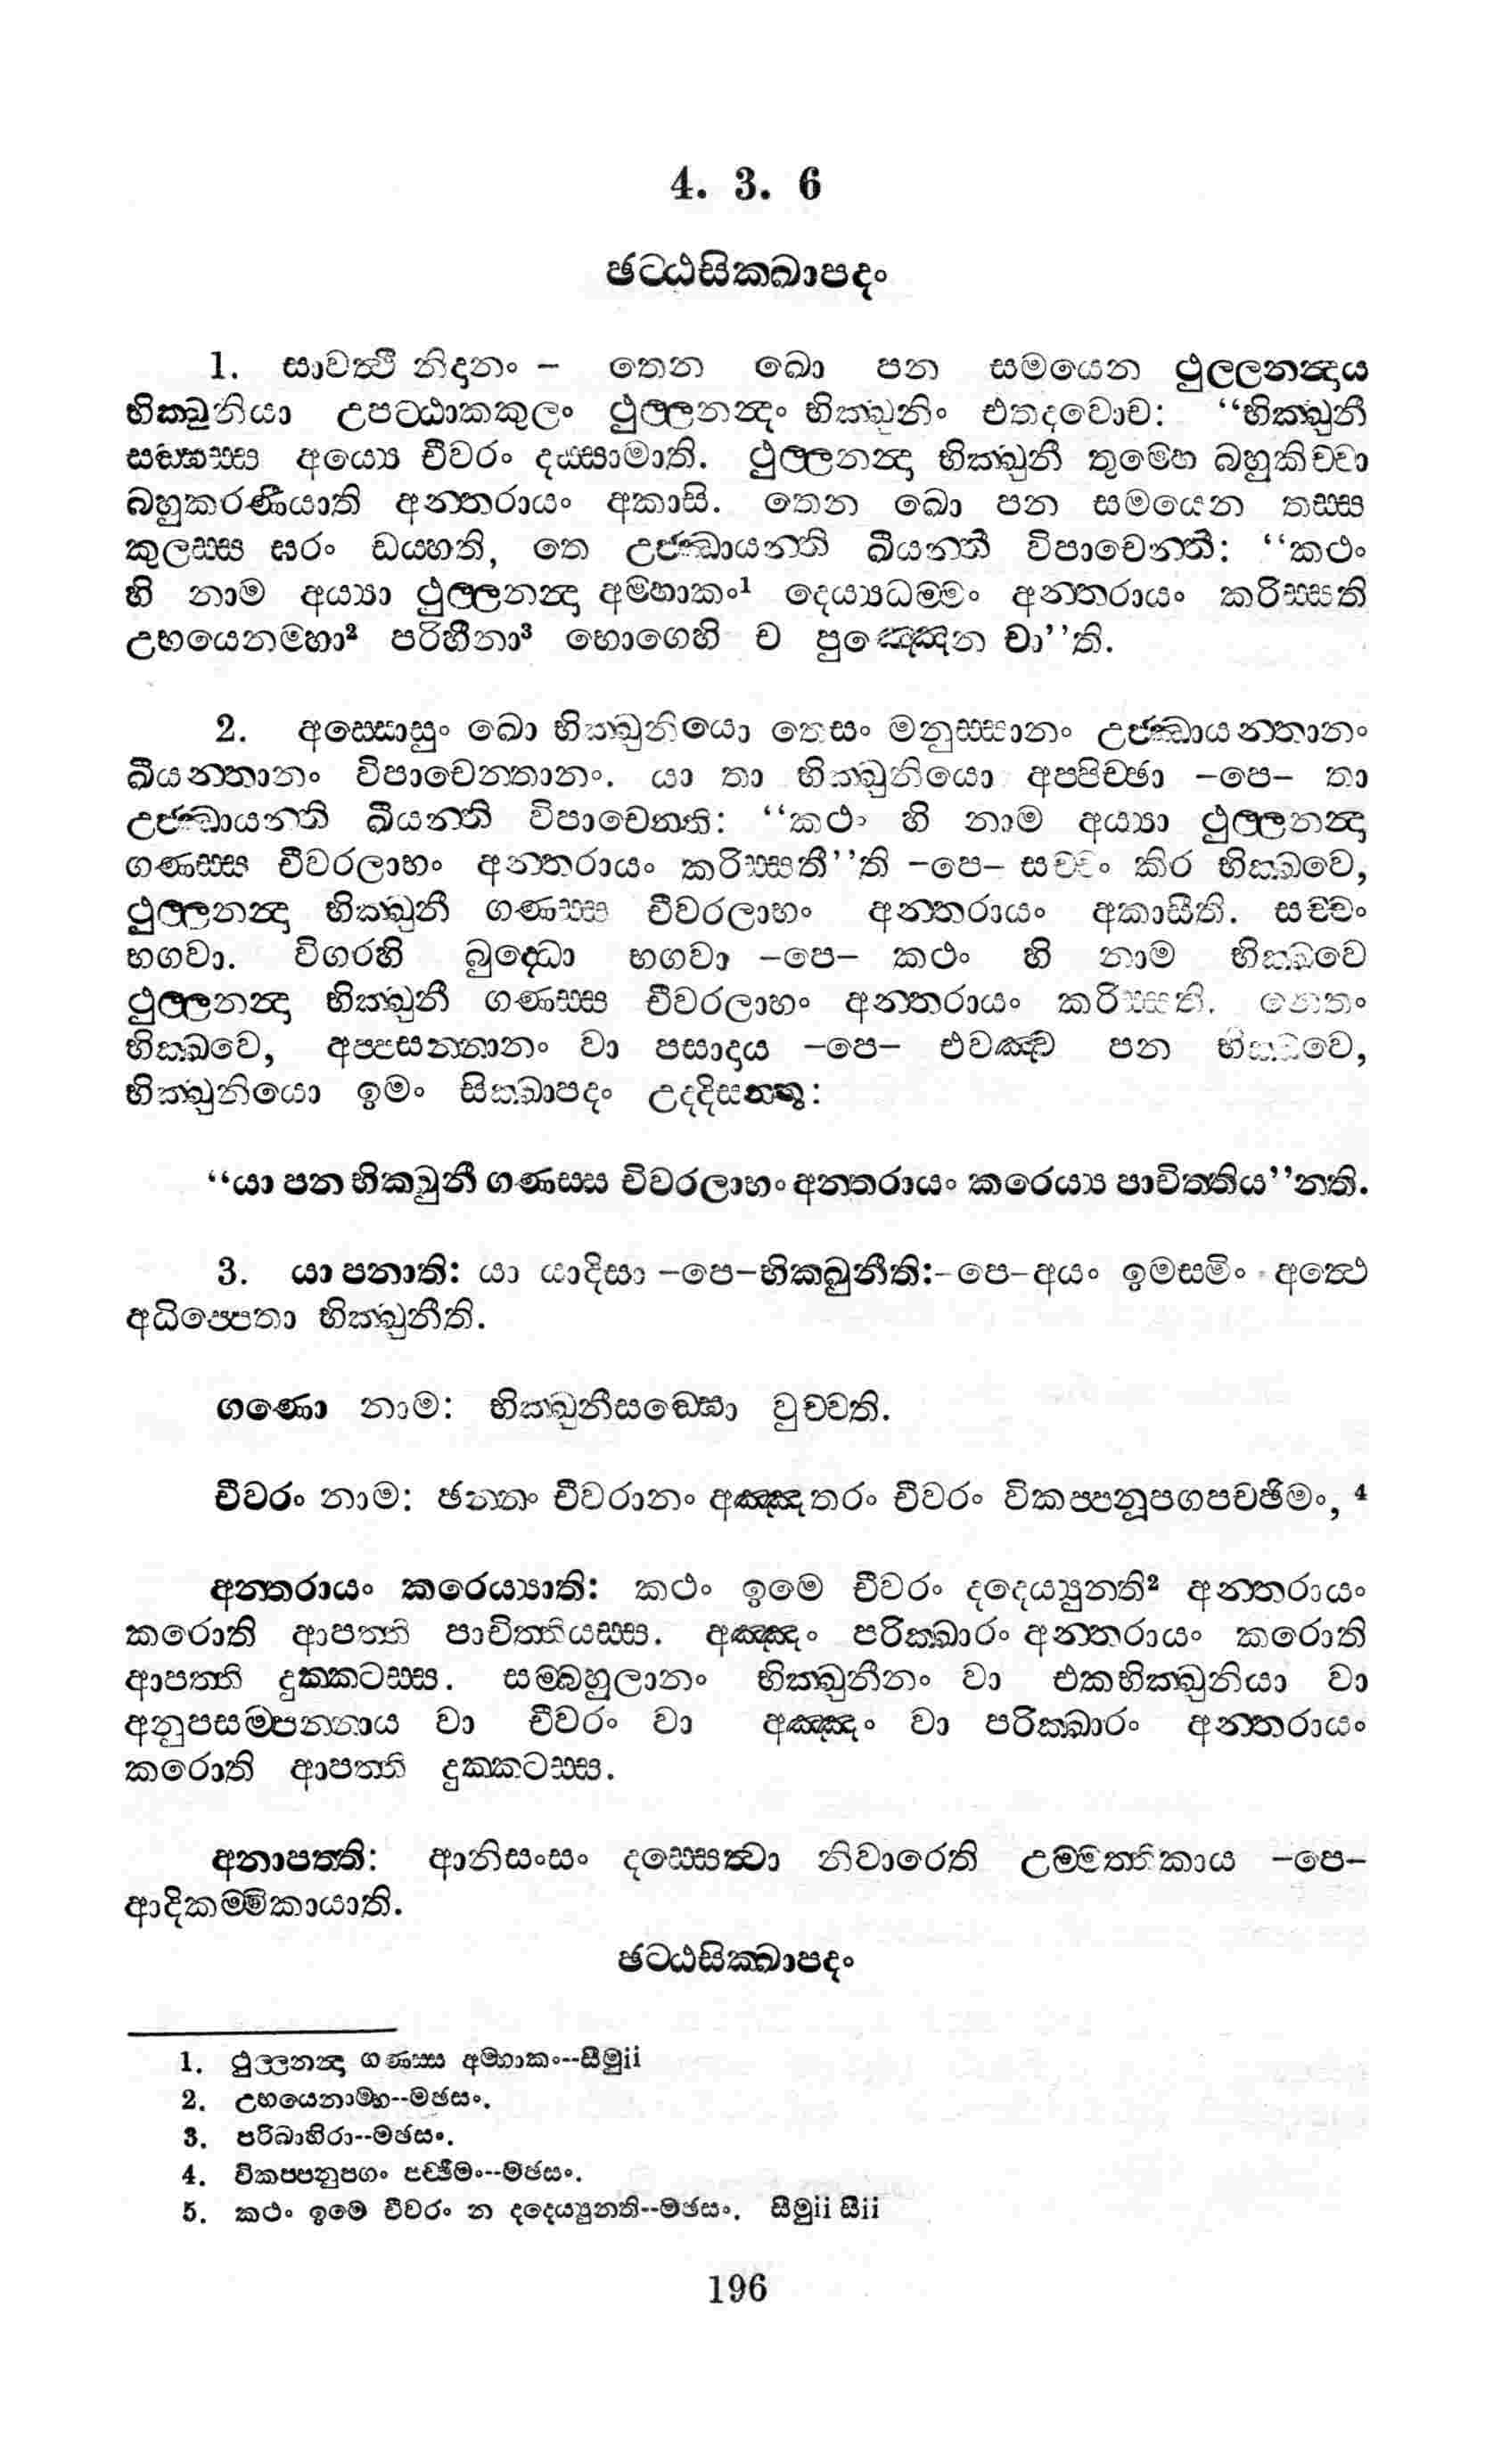 4. 3. 6
ඡට්ඨසික්ඛාපදං
1. සාවත්ථි නිදානං – තෙන ඛො පන සමයෙන ථුල්ලනන්දාය
භික්ඛුනියා උපට්ඨාකකුලං ථුල්ලනන්දං භික්ඛුනිං එතදවොච: ‘‘භික්ඛුනී
සඞ්ඝස්ස අය්‍යෙ චීවරං දස්සාමාති. ථුල්ලනන්දා භික්ඛුනී තුම්හෙ බහුකිච්චා
බහුකරණීයාති අන්තරායං අකාසි. තෙන ඛො පන සමයෙන තස්ස
කුලස්ස ඝරං ඩය්හති, තෙ උජ්ඣායන්ති ඛීයන්ති විපාචෙන්ති: ‘‘කථං
හි නාම අය්‍යා ථුල්ලනන්දා අම්හාකං¹ දෙය්‍යධම්මං අන්තරායං කරිස්සති
උභයෙනම්හා² පරිහීනා³ භොගෙහි ච පුඤ්ඤෙන චා’’ති.
2. අස්සොසුං ඛො භික්ඛුනියො තෙසං මනුස්සානං උජ්ඣායන්තානං
ඛීයන්තානං විපාචෙන්තානං. යා තා භික්ඛුනියො අප්පිච්ඡා –පෙ– තා
උජ්ඣායන්ති ඛීයන්ති විපාචෙන්ති: ‘‘කථං හි නාම අය්‍යා ථුල්ලනන්දා
ගණස්ස චීවරලාභං අන්තරායං කරිස්සතී’’ති –පෙ– සච්චං කිර භික්ඛවෙ,
ථුල්ලනන්දා භික්ඛුනී ගණස්ස චීවරලාභං අන්තරායං අකාසීති. සච්චං
භගවා. විගරහි බුද්ධො භගවා –පෙ– කථං හි නාම භික්ඛවෙ
ථුල්ලනන්දා භික්ඛුනී ගණස්ස චීවරලාභං අන්තරායං කරිස්සති. නෙතං
භික්ඛවෙ, අප්පසන්නානං වා පසාදාය –පෙ– එවඤ්ච පන භික්ඛවෙ,
භික්ඛුනියො ඉමං සික්ඛාපදං උද්දිසන්තු:
‘‘යා පන භික්ඛුනී ගණස්ස චීවරලාභං අන්තරායං කරෙය්‍ය පාචිත්තිය’’න්ති.
3. යා පනාති: යා යාදිසා –පෙ–භික්ඛුනීති:–පෙ–අයං ඉමස්මිං අත්ථෙ
අධිප්පෙතා භික්ඛුනීති.
ගණො නාම: භික්ඛුනීසඞ්ඝො වුච්චති.
චීවරං නාම: ඡන්නං චීවරානං අඤ්ඤතරං චීවරං විකප්පනූපගපච්ඡිමං, ⁴
අන්තරායං කරෙය්‍යාති: කථං ඉමෙ චීවරං දදෙය්‍යුන්ති² අන්තරායං
කරොති ආපත්ති පාචිත්තියස්ස. අඤ්ඤං පරික්ඛාරං අන්තරායං කරොති
ආපත්ති දුක්කටස්ස. සම්බහුලානං භික්ඛුනීනං වා එකභික්ඛුනියා වා
අනුපසම්පන්නාය වා චීවරං වා අඤ්ඤං වා පරික්ඛාරං අන්තරායං
කරොති ආපත්ති දුක්කටස්ස.
අනාපත්ති: ආනිසංසං දස්සෙත්වා නිවාරෙති උම්මත්තිකාය –පෙ–
ආදිකම්මිකායාති.
ඡට්ඨසික්ඛාපදං
1. ථුල්ලනන්දා ගණස්ස අම්හාකං--සීමුii
2. උභයෙනාම්හ--මඡසං.
3. පරිබාහිරා--මඡසං.
4. විකප්පනුපගං පච්ඡිමං--මඡසං.
5. කථං ඉමෙ චීවරං න දදෙය්‍යුන්ති--මඡසං. සීමුii සීii
196